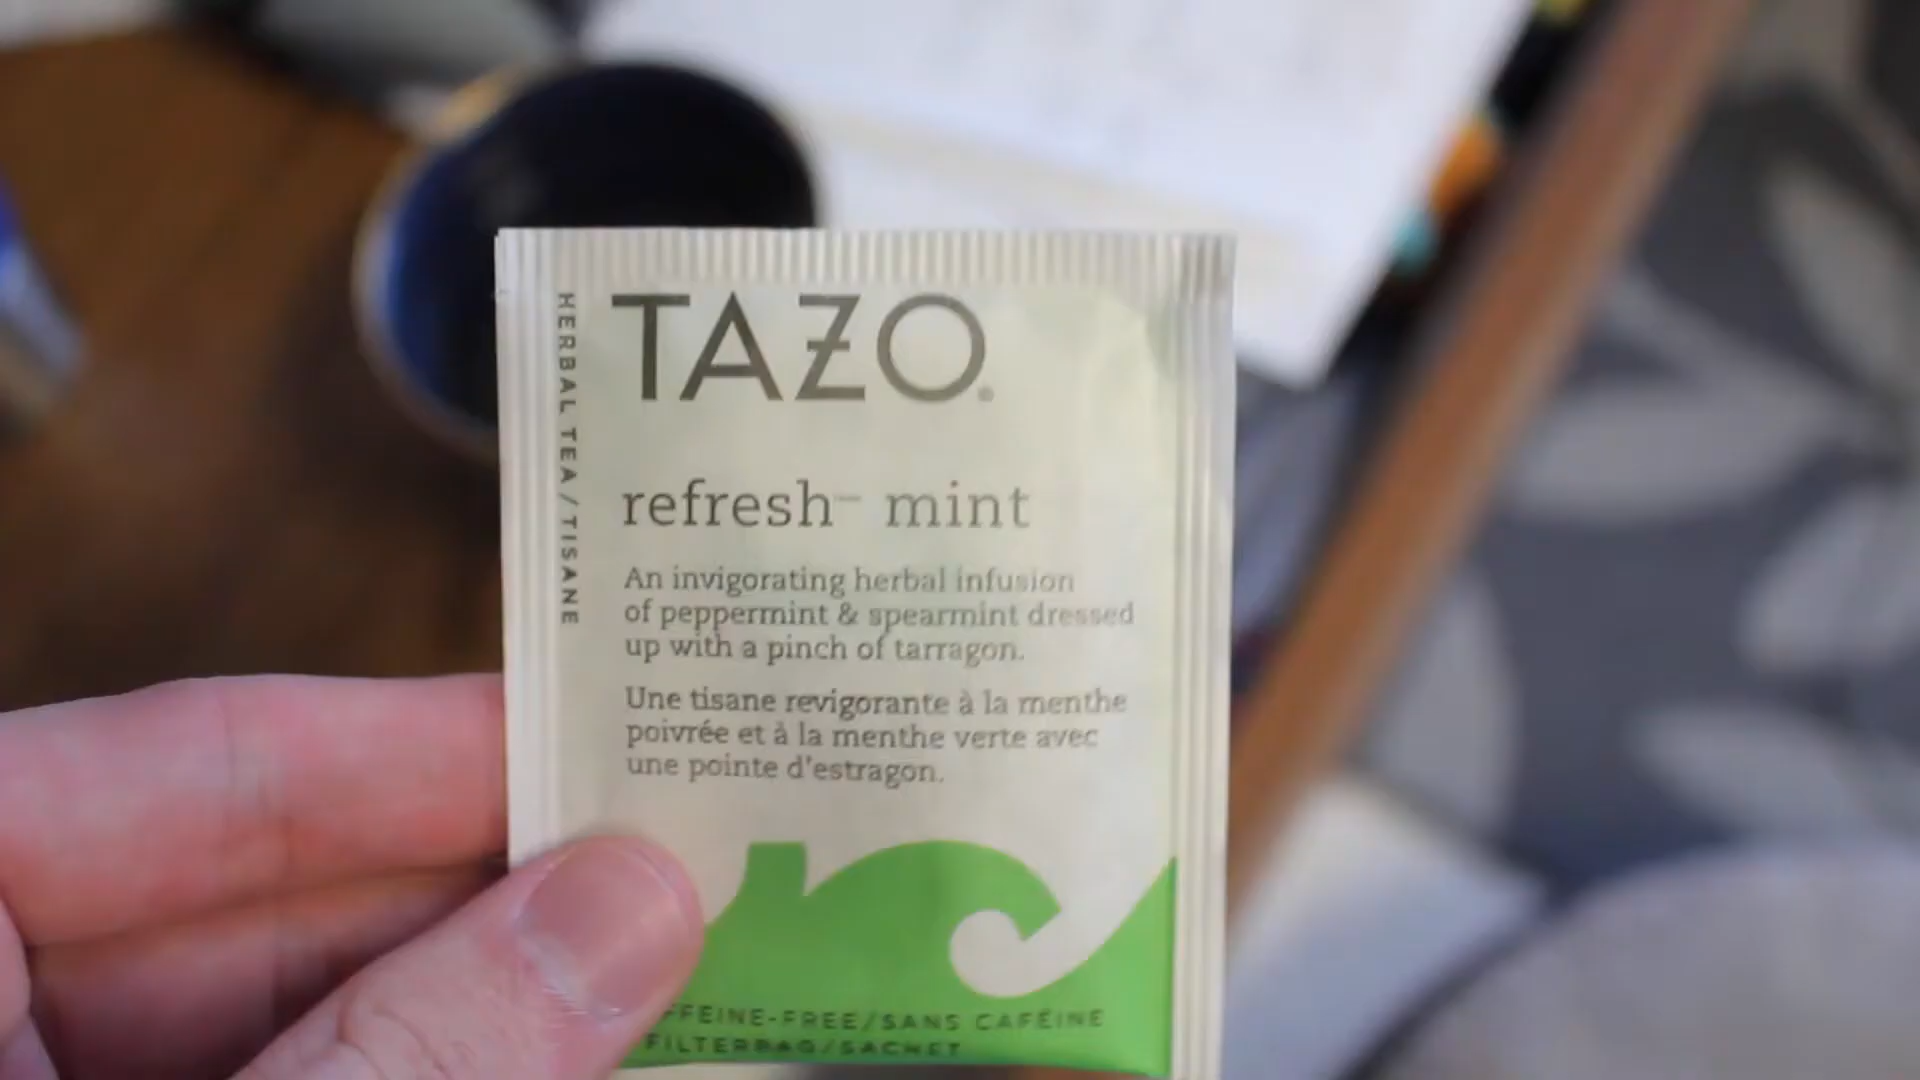 TAZO®
HERBAL TEA / TISANE
refresh™ mint
An invigorating herbal infusion
of peppermint & spearmint dressed
up with a pinch of tarragon.
Une tisane revigorante à la menthe
poivrée et à la menthe verte avec
une pointe d'estragon.
FFEINE-FREE/SANS CAFÉINE
FILTERBAG/SACHET